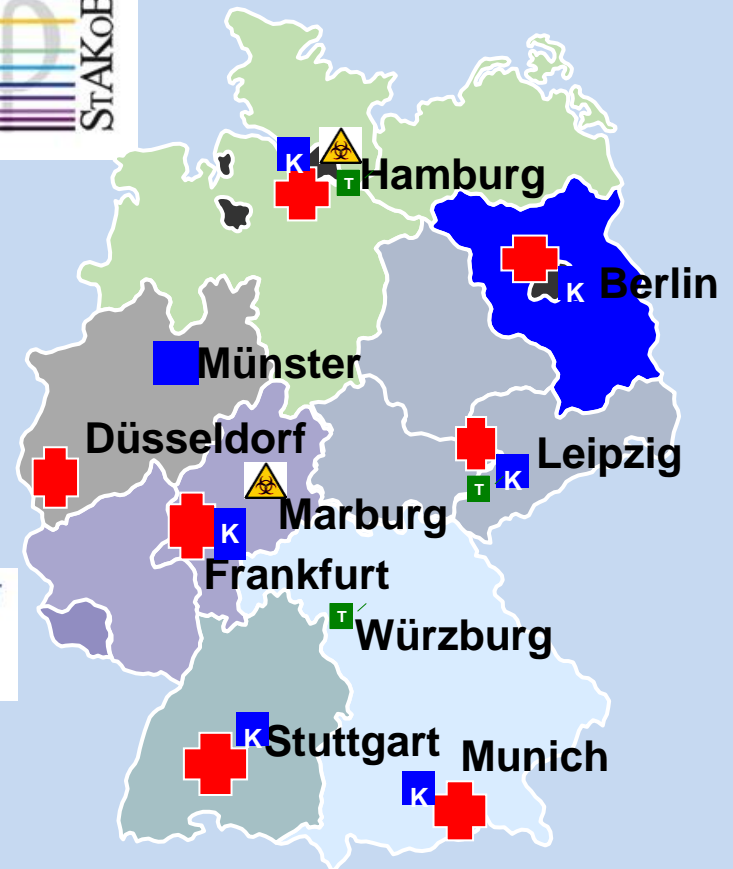 STAKOB
K
T
Hamburg
K
Berlin
Münster
Düsseldorf
T
K
Leipzig
Marburg
K
Frankfurt
T
Würzburg
K
Stuttgart
Munich
K